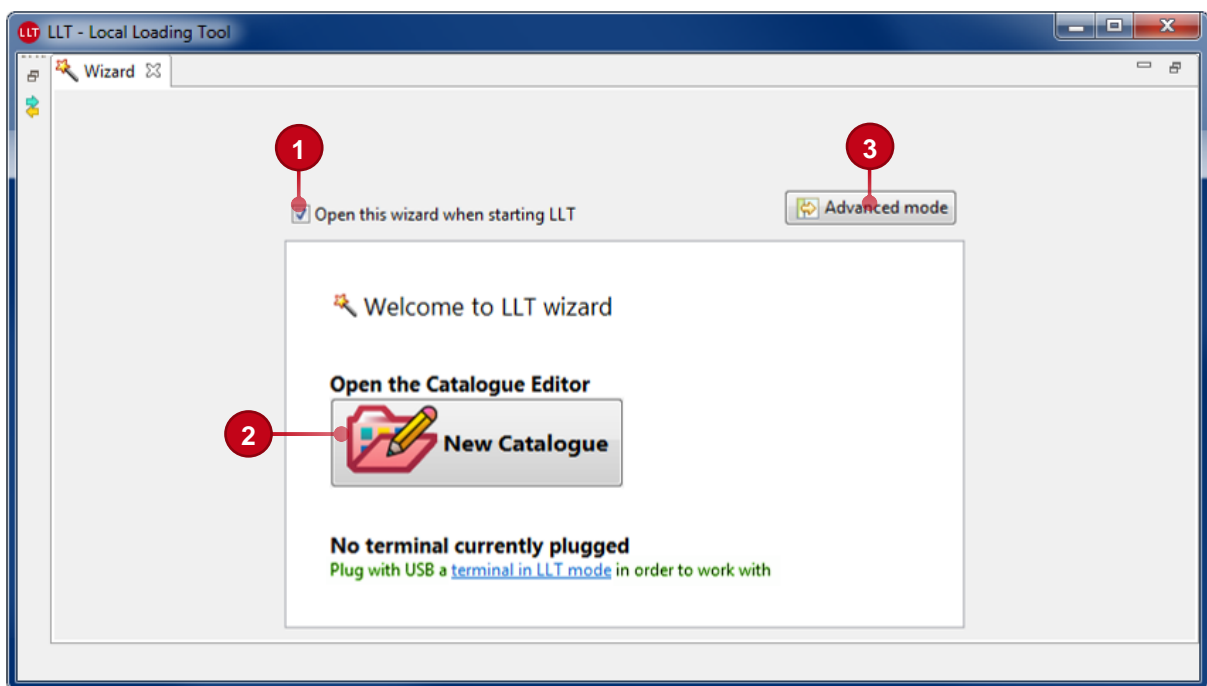 LLT LLT - Local Loading Tool
Wizard
1
3
Open this wizard when starting LLT
Advanced mode
Welcome to LLT wizard
Open the Catalogue Editor
2
New Catalogue
No terminal currently plugged
Plug with USB a terminal in LLT mode in order to work with